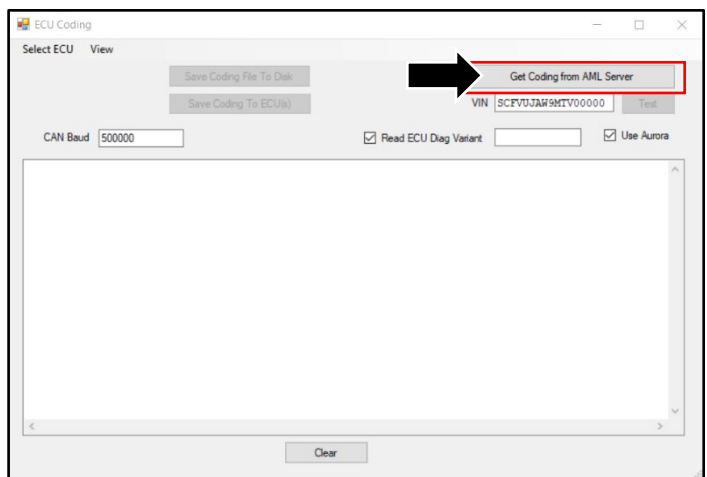 ECU Coding
Select ECU View
Save Coding File To Disk
Get Coding from AML Server
Save Coding To ECU(s)
VIN SCFVUJAW9MTV00000 Test
CAN Baud 500000
Read ECU Diag Variant
Use Aurora
Clear